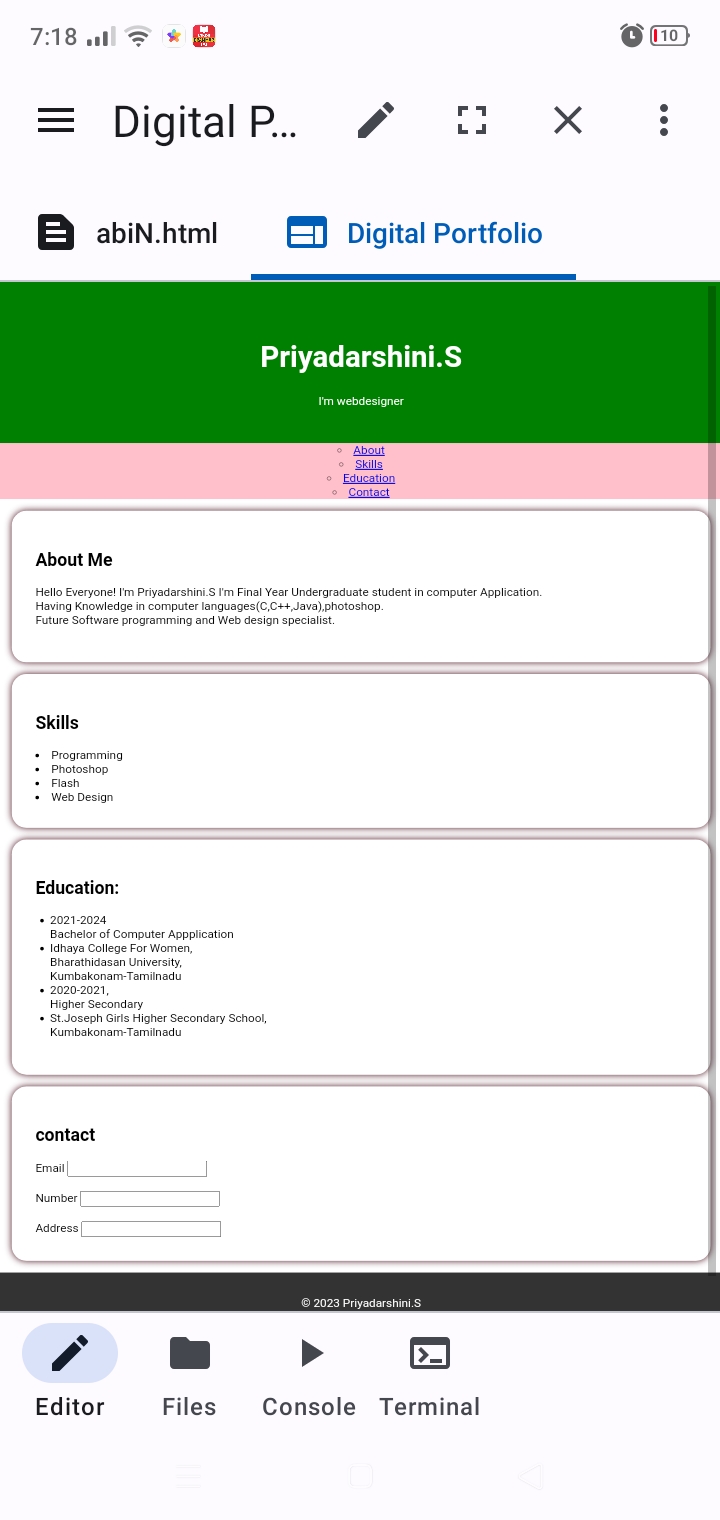 7:18
10
Digital P...
abiN.html
Digital Portfolio
Priyadarshini.S
I'm webdesigner
About
Skills
Education
Contact
About Me
Hello Everyone! I'm Priyadarshini.S I'm Final Year Undergraduate student in computer Application.
Having Knowledge in computer languages(C,C++,Java),photoshop.
Future Software programming and Web design specialist.
Skills
Programming
Photoshop
Flash
Web Design
Education:
2021-2024
Bachelor of Computer Appplication
Idhaya College For Women,
Bharathidasan University,
Kumbakonam-Tamilnadu
2020-2021,
Higher Secondary
St.Joseph Girls Higher Secondary School,
Kumbakonam-Tamilnadu
contact
Email
Number
Address
© 2023 Priyadarshini.S
Editor
Files
Console
Terminal